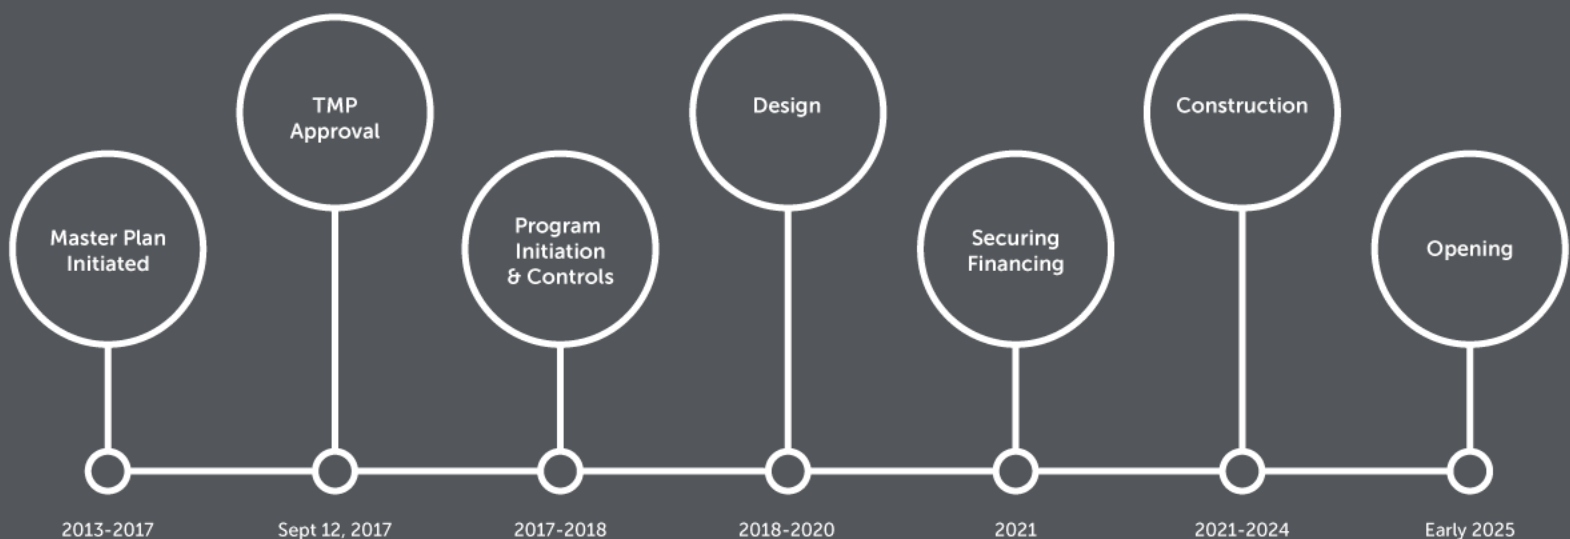 Master Plan
Initiated
TMP
Approval
Program
Initiation
& Controls
Design
Securing
Financing
Construction
Opening
2013-2017
Sept 12, 2017
2017-2018
2018-2020
2021
2021-2024
Early 2025